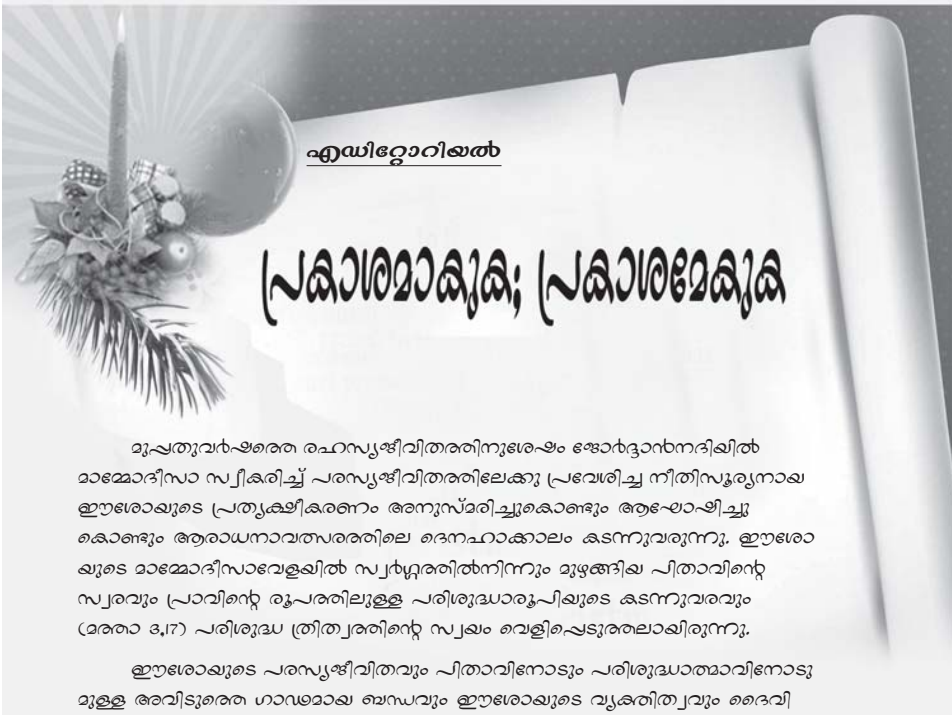 എഡിറ്റോറിയൽ
പ്രകാശമാകുക; പ്രകാശമേകുക
മുപ്പതുവർഷത്തെ രഹസ്യജീവിതത്തിനുശേഷം ജോർദ്ദാൻനദിയിൽ
മാമ്മോദീസാ സ്വീകരിച്ച് പരസ്യജീവിതത്തിലേക്കു പ്രവേശിച്ച നീതിസൂര്യനായ
ഈശോയുടെ പ്രത്യക്ഷീകരണം അനുസ്മരിച്ചുകൊണ്ടും ആഘോഷിച്ചു
കൊണ്ടും ആരാധനാവത്സരത്തിലെ ദെനഹാക്കാലം കടന്നുവരുന്നു. ഈശോ
യുടെ മാമ്മോദീസാവേളയിൽ സ്വർഗ്ഗത്തിൽനിന്നും മുഴങ്ങിയ പിതാവിന്റെ
സ്വരവും പ്രാവിന്റെ രൂപത്തിലുള്ള പരിശുദ്ധാരൂപിയുടെ കടന്നുവരവും
(മത്താ 3,17) പരിശുദ്ധ ത്രിത്വത്തിന്റെ സ്വയം വെളിപ്പെടുത്തലായിരുന്നു.
ഈശോയുടെ പരസ്യജീവിതവും പിതാവിനോടും പരിശുദ്ധാത്മാവിനോടു
മുള്ള അവിടുത്തെ ഗാഢമായ ബന്ധവും ഈശോയുടെ വ്യക്തിത്വവും ദൈവി